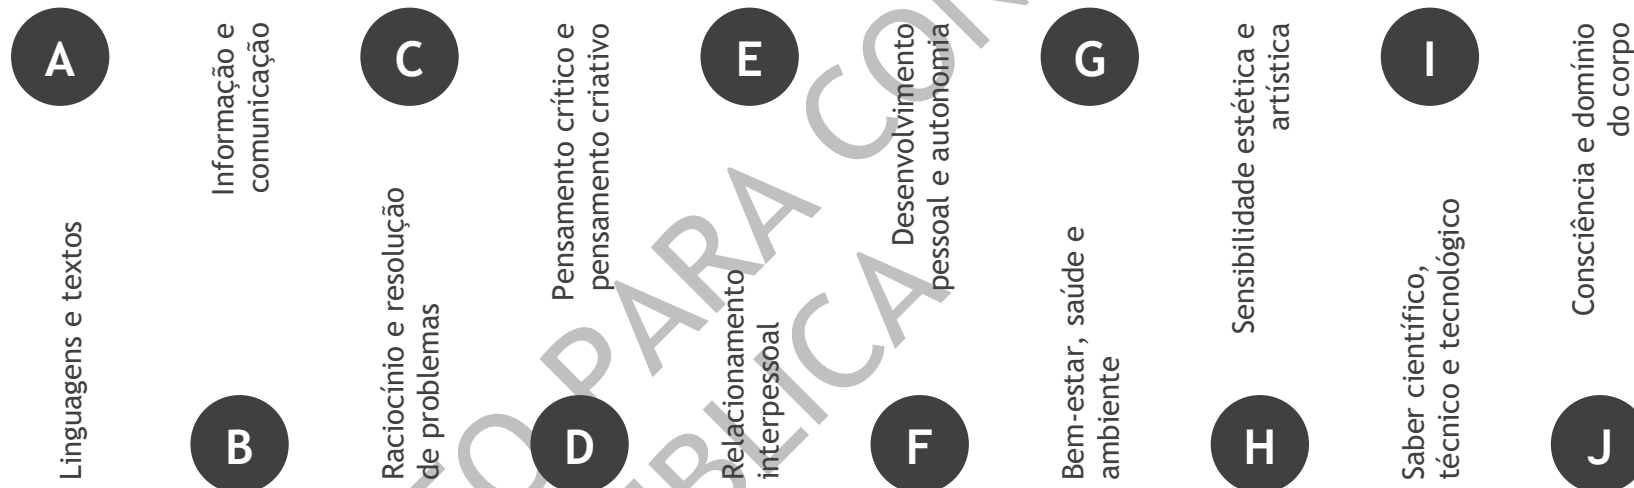 A
Linguagens e textos
Informação e
comunicação
B
C
Raciocínio e resolução
de problemas
Pensamento crítico e
pensamento criativo
D
E
Relacionamento
interpessoal
Desenvolvimento
pessoal e autonomia
F
G
Bem-estar, saúde e
ambiente
Sensibilidade estética e
artística
H
I
Saber científico,
técnico e tecnológico
Consciência e domínio
do corpo
J
PARA